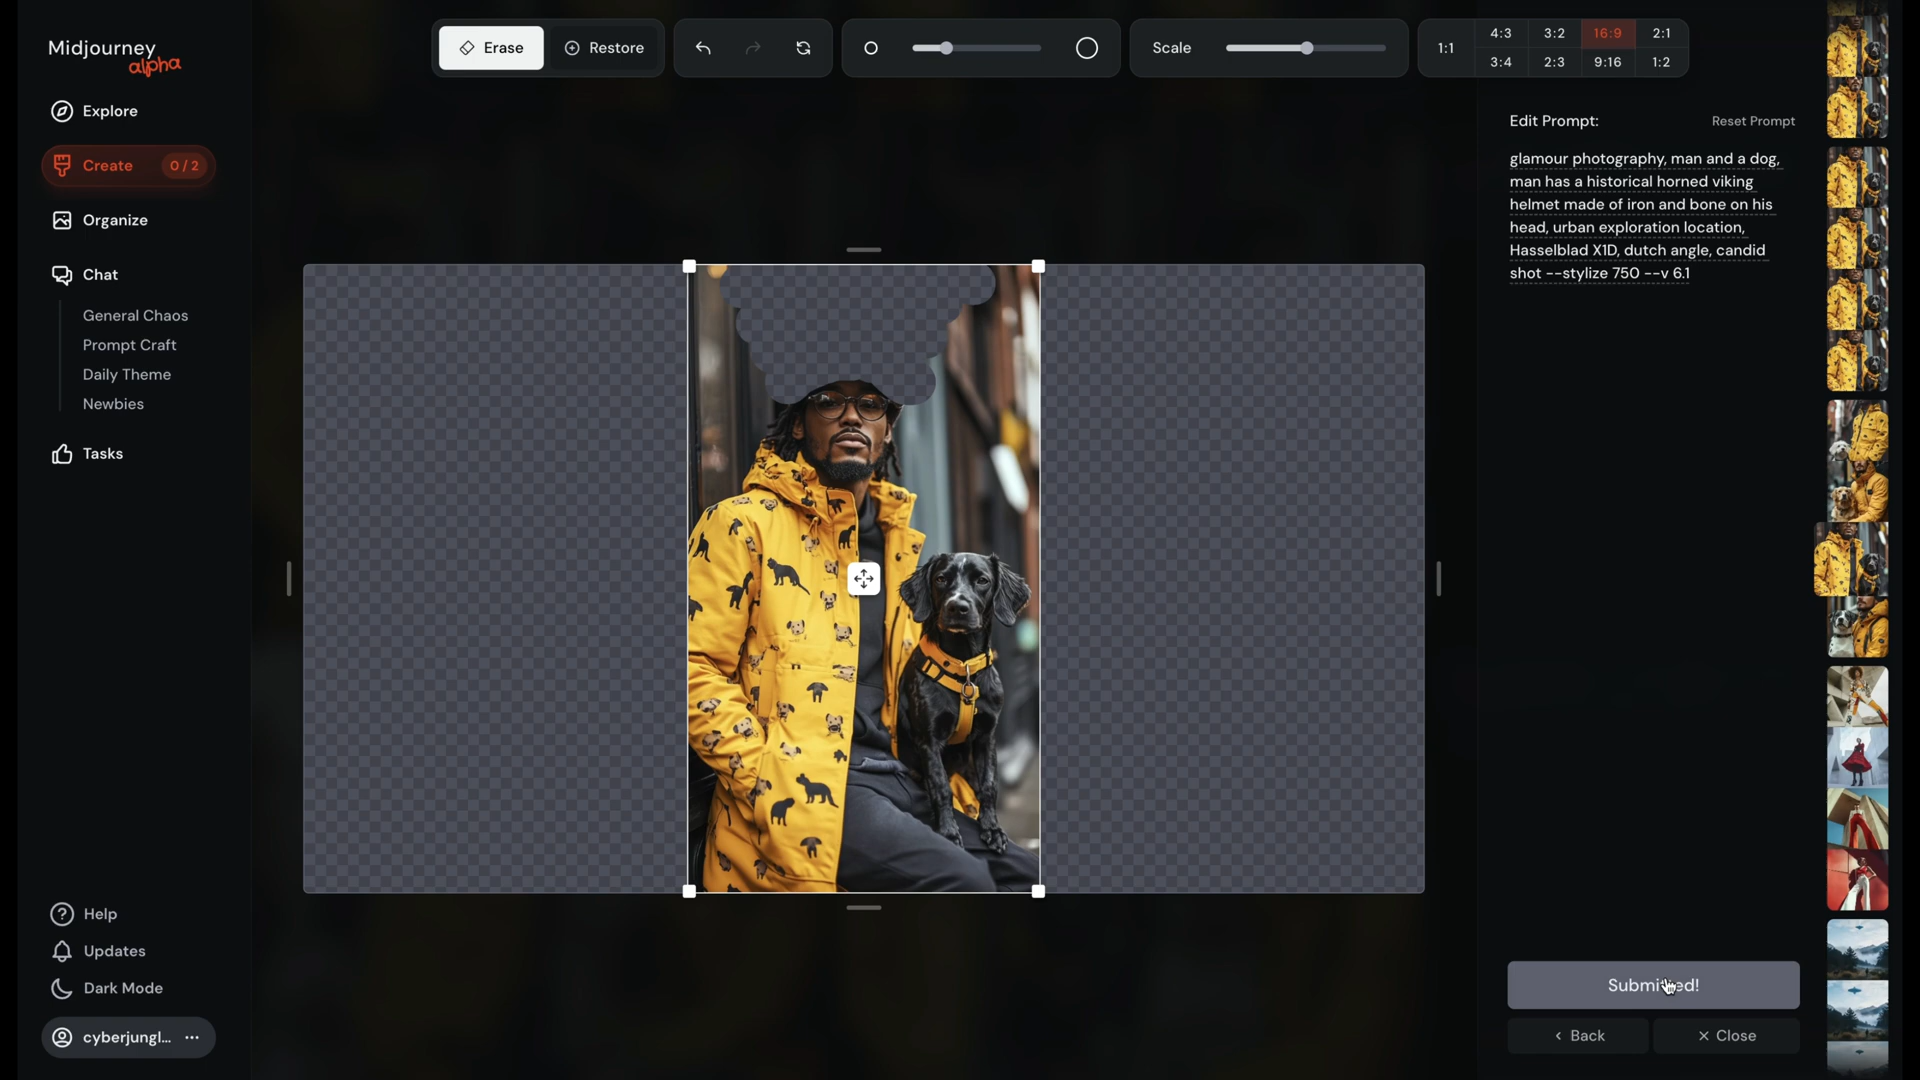 Midjourney
alpha
Explore
Create 0 / 2
Organize
Chat
General Chaos
Prompt Craft
Daily Theme
Newbies
Tasks
Help
Updates
Dark Mode
cyberjungl...
Erase
Restore
Scale
1:1
4:3 3:2 16:9 2:1
3:4 2:3 9:16 1:2
Edit Prompt:
Reset Prompt
glamour photography, man and a dog,
man has a historical horned viking
helmet made of iron and bone on his
head, urban exploration location,
Hasselblad X1D, dutch angle, candid
shot --stylize 750 --v 6.1
Submitted!
Back
Close